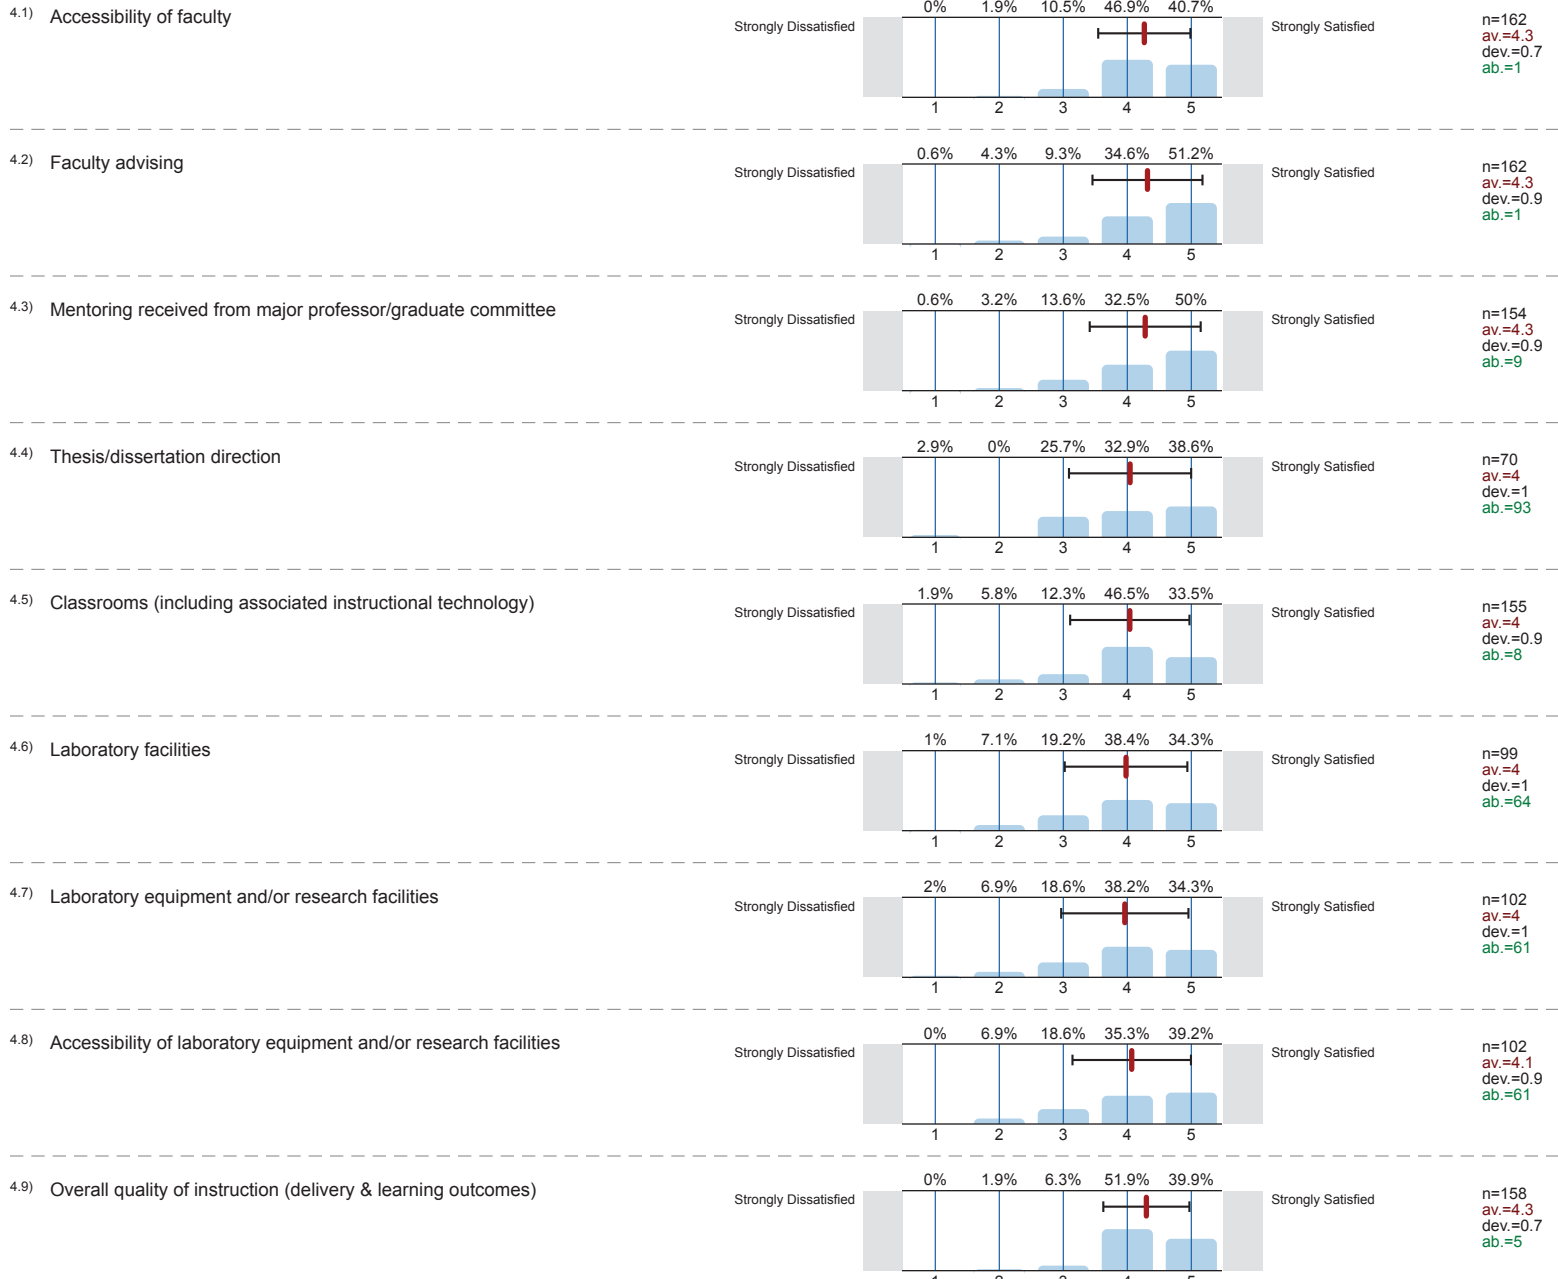 4.1) Accessibility of faculty
0% 1.9% 10.5% 46.9% 40.7%
Strongly Dissatisfied
Strongly Satisfied
n=162
av.=4.3
dev.=0.7
ab.=1
1 2 3 4 5
4.2) Faculty advising
0.6% 4.3% 9.3% 34.6% 51.2%
Strongly Dissatisfied
Strongly Satisfied
n=162
av.=4.3
dev.=0.9
ab.=1
1 2 3 4 5
4.3) Mentoring received from major professor/graduate committee
0.6% 3.2% 13.6% 32.5% 50%
Strongly Dissatisfied
Strongly Satisfied
n=154
av.=4.3
dev.=0.9
ab.=9
1 2 3 4 5
4.4) Thesis/dissertation direction
2.9% 0% 25.7% 32.9% 38.6%
Strongly Dissatisfied
Strongly Satisfied
n=70
av.=4
dev.=1
ab.=93
1 2 3 4 5
4.5) Classrooms (including associated instructional technology)
1.9% 5.8% 12.3% 46.5% 33.5%
Strongly Dissatisfied
Strongly Satisfied
n=155
av.=4
dev.=0.9
ab.=8
1 2 3 4 5
4.6) Laboratory facilities
1% 7.1% 19.2% 38.4% 34.3%
Strongly Dissatisfied
Strongly Satisfied
n=99
av.=4
dev.=1
ab.=64
1 2 3 4 5
4.7) Laboratory equipment and/or research facilities
2% 6.9% 18.6% 38.2% 34.3%
Strongly Dissatisfied
Strongly Satisfied
n=102
av.=4
dev.=1
ab.=61
1 2 3 4 5
4.8) Accessibility of laboratory equipment and/or research facilities
0% 6.9% 18.6% 35.3% 39.2%
Strongly Dissatisfied
Strongly Satisfied
n=102
av.=4.1
dev.=0.9
ab.=61
1 2 3 4 5
4.9) Overall quality of instruction (delivery & learning outcomes)
0% 1.9% 6.3% 51.9% 39.9%
Strongly Dissatisfied
Strongly Satisfied
n=158
av.=4.3
dev.=0.7
ab.=5